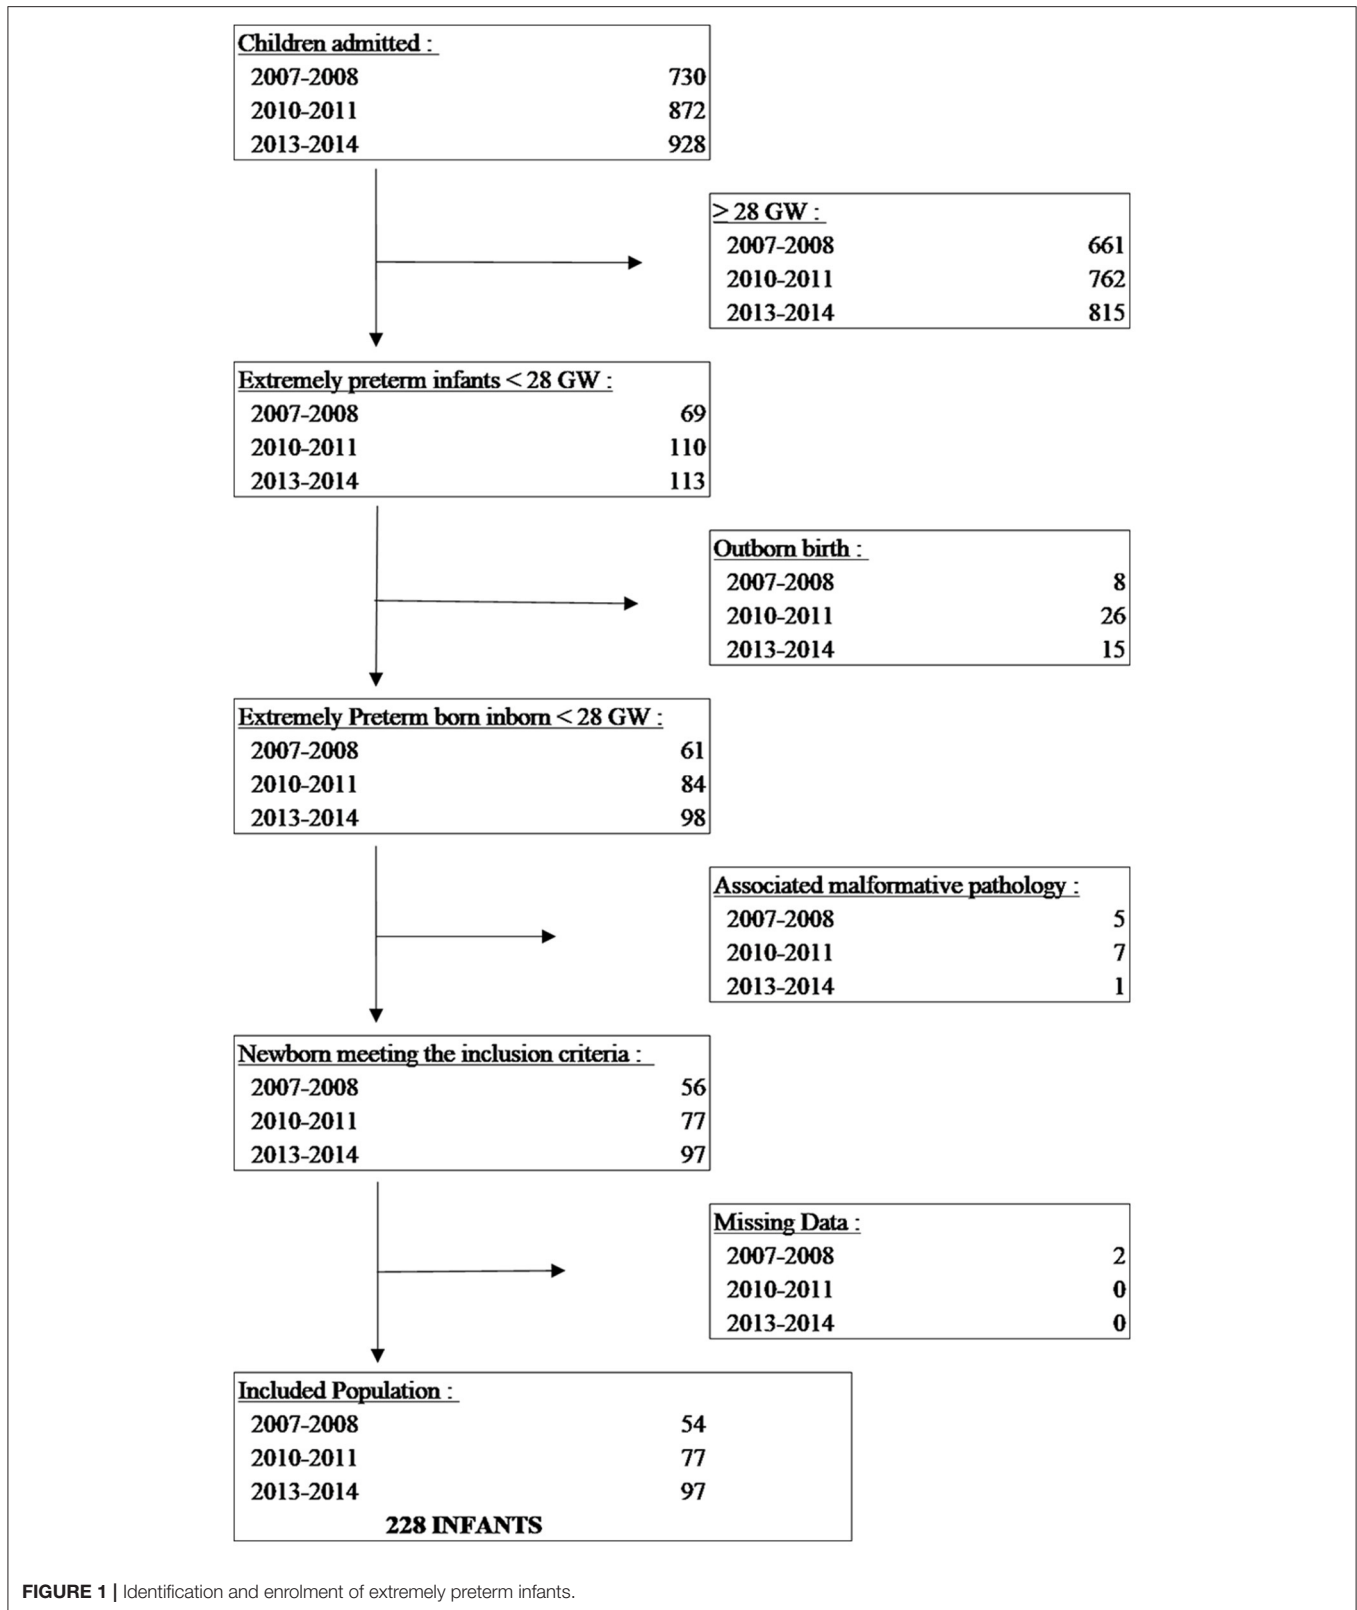 Children admitted :
2007-2008 730
2010-2011 872
2013-2014 928
≥ 28 GW :
2007-2008 661
2010-2011 762
2013-2014 815
Extremely preterm infants < 28 GW :
2007-2008 69
2010-2011 110
2013-2014 113
Outborn birth :
2007-2008 8
2010-2011 26
2013-2014 15
Extremely Preterm born inborn < 28 GW :
2007-2008 61
2010-2011 84
2013-2014 98
Associated malformative pathology :
2007-2008 5
2010-2011 7
2013-2014 1
Newborn meeting the inclusion criteria :
2007-2008 56
2010-2011 77
2013-2014 97
Missing Data :
2007-2008 2
2010-2011 0
2013-2014 0
Included Population :
2007-2008 54
2010-2011 77
2013-2014 97
228 INFANTS
FIGURE 1 | Identification and enrolment of extremely preterm infants.